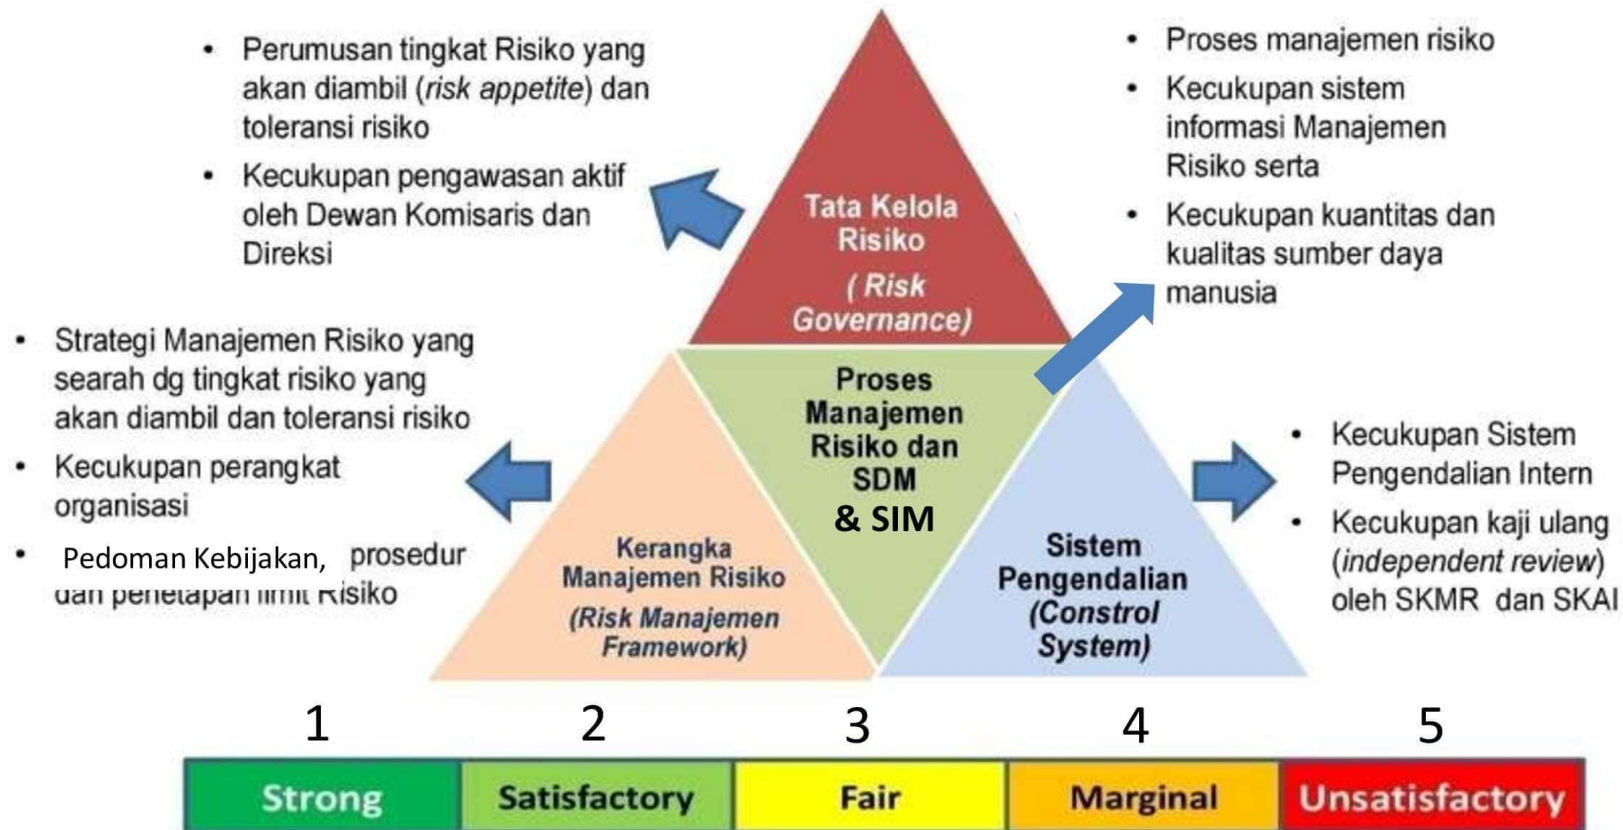 • Perumusan tingkat Risiko yang
akan diambil (risk appetite) dan
toleransi risiko
• Kecukupan pengawasan aktif
oleh Dewan Komisaris dan
Direksi
• Proses manajemen risiko
• Kecukupan sistem
informasi Manajemen
Risiko serta
• Kecukupan kuantitas dan
kualitas sumber daya
manusia
Tata Kelola
Risiko
( Risk
Governance)
• Strategi Manajemen Risiko yang
searah dg tingkat risiko yang
akan diambil dan toleransi risiko
• Kecukupan perangkat
organisasi
• Pedoman Kebijakan, prosedur
dan penetapan limit Risiko
Proses
Manajemen
Risiko dan
SDM
& SIM
Kerangka
Manajemen Risiko
(Risk Manajemen
Framework)
Sistem
Pengendalian
(Constrol
System)
• Kecukupan Sistem
Pengendalian Intern
• Kecukupan kaji ulang
(independent review)
oleh SKMR dan SKAI
1 2 3 4 5
Strong Satisfactory Fair Marginal Unsatisfactory